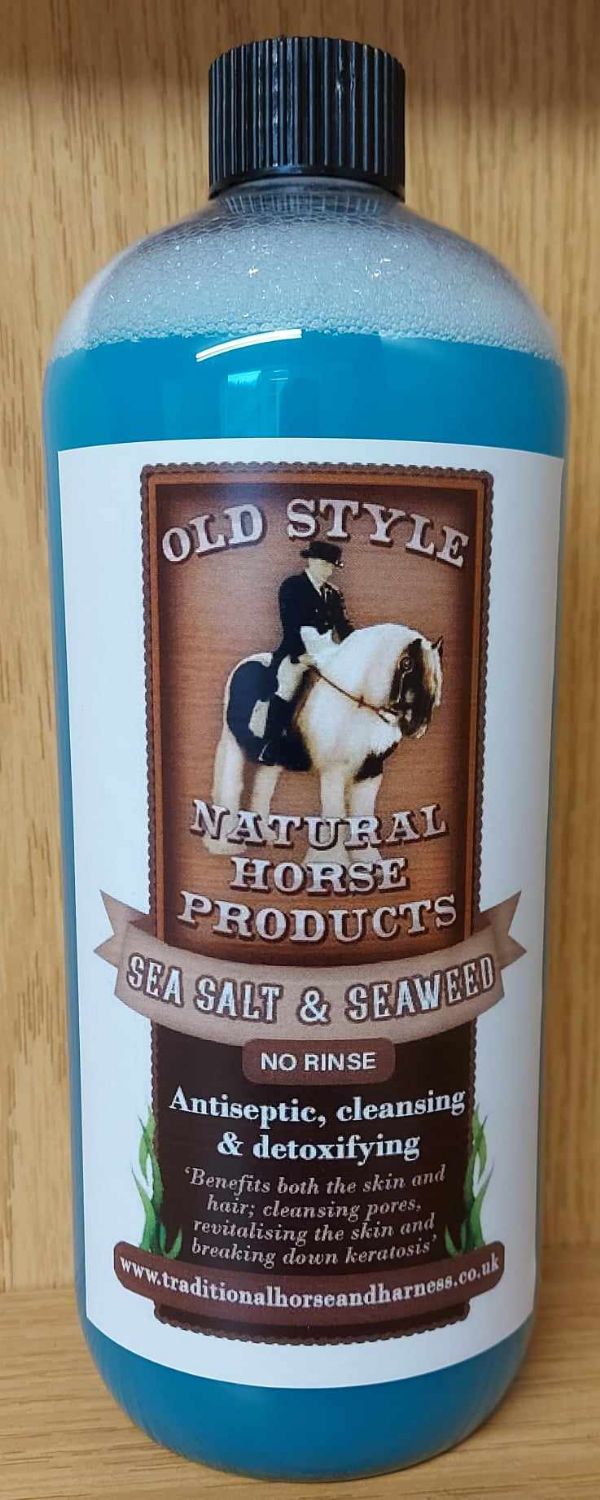 OLD STYLE
NATURAL
HORSE
PRODUCTS
SEA SALT & SEAWEED
NO RINSE
Antiseptic, cleansing
& detoxifying
‘Benefits both the skin and
hair; cleansing pores,
revitalising the skin and
breaking down keratosis’
www.traditionalhorseandharness.co.uk